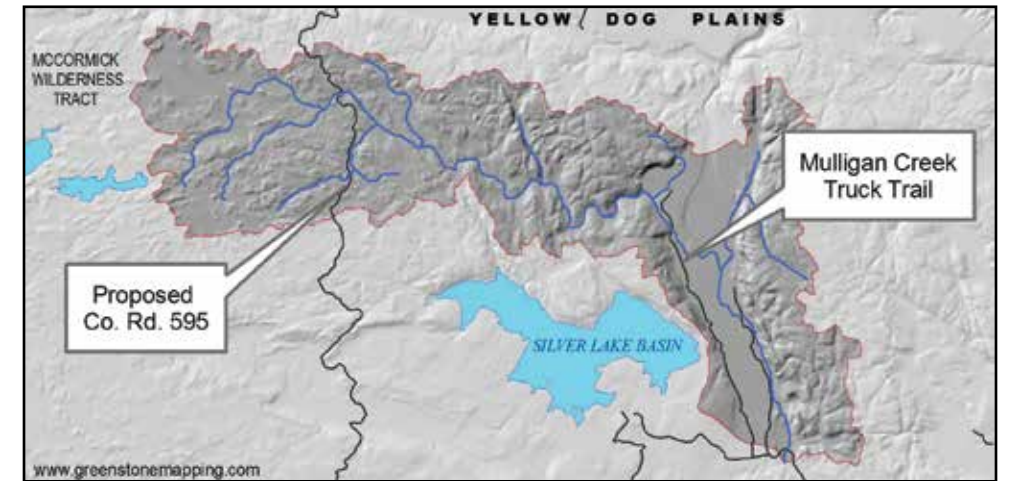 YELLOW DOG PLAINS
MCCORMICK
WILDERNESS
TRACT
Mulligan Creek
Truck Trail
Proposed
Co. Rd. 595
SILVER LAKE BASIN
www.greenstonemapping.com